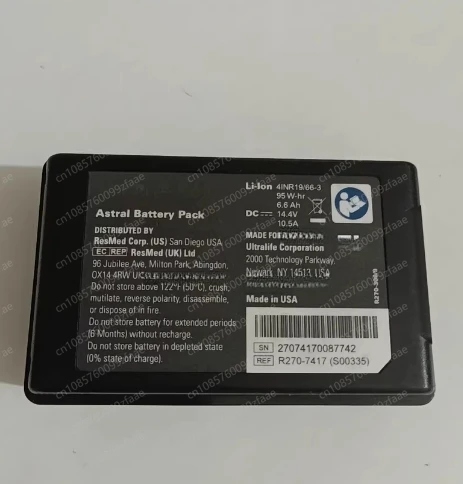 Astral Battery Pack
DISTRIBUTED BY
ResMed Corp. (US) San Diego USA
EC REP ResMed (UK) Ltd
96 Jubilee Ave, Milton Park, Abingdon,
OX14 4RW UK
Do not store above 122°F (50°C), crush,
mutilate, reverse polarity, disassemble,
or dispose of in fire.
Do not store battery for extended periods
(6 Months) without recharge.
Do not store battery in depleted state
(0% state of charge).
Li-Ion 4INR19/66-3
95 W-hr
6.6 Ah
DC 14.4V
10.5A
MADE FOR
Ultralife Corporation
2000 Technology Parkway
Newark, NY 14513, USA
Made in USA
SN 27074170087742
REF R270-7417 (S00335)
cn1085760099zfaae